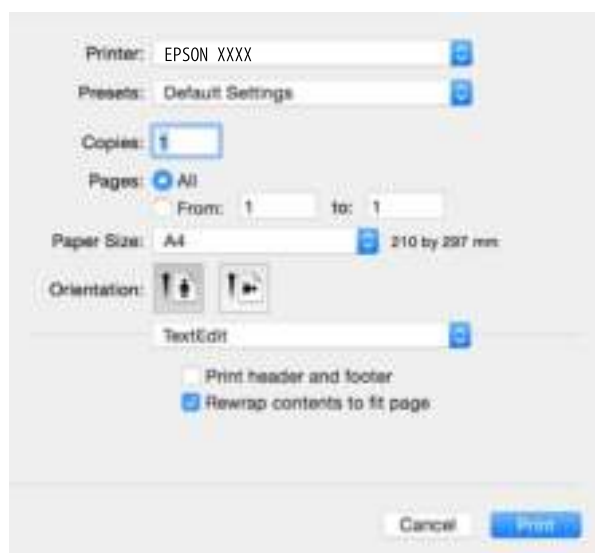 Printer: EPSON XXXX
Presets: Default Settings
Copies: 1
Pages: All
From: 1 to: 1
Paper Size: A4 210 by 297 mm
Orientation:
TextEdit
Print header and footer
Rewrap contents to fit page
Cancel Print